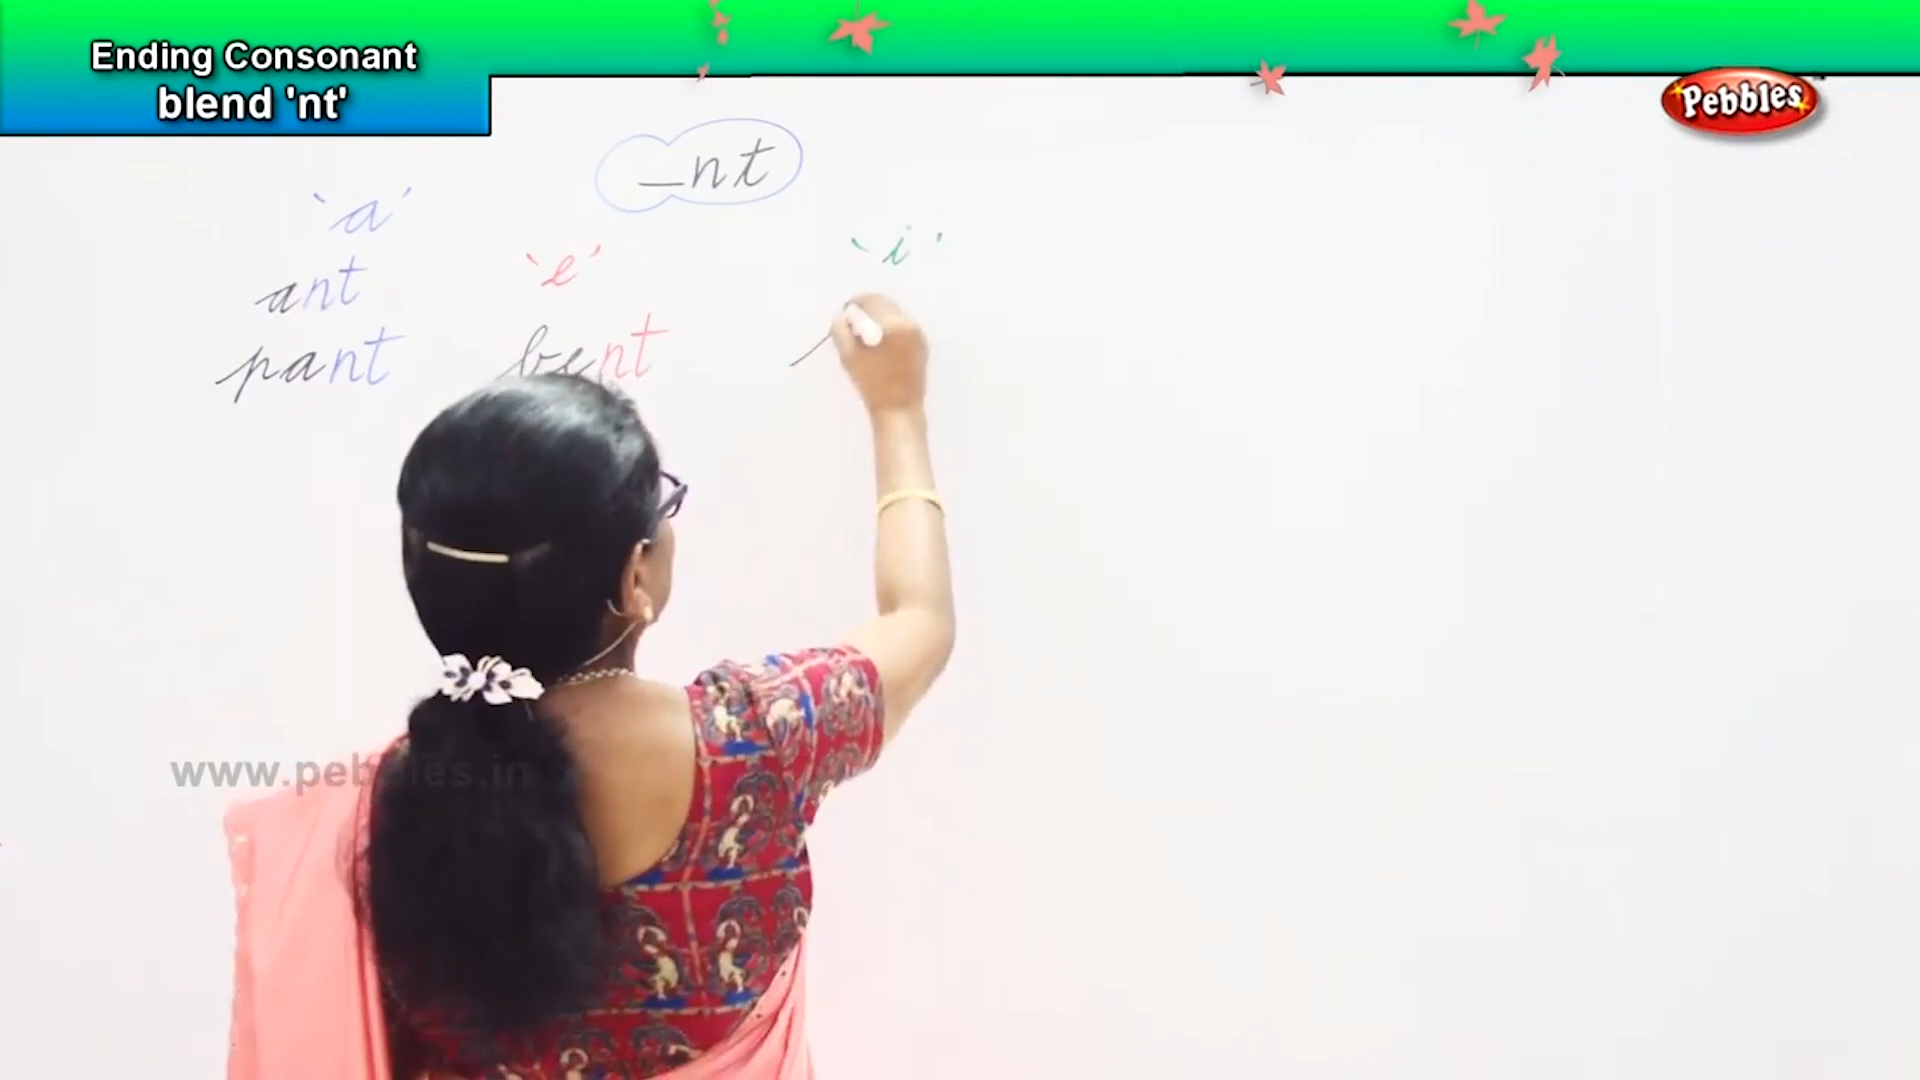 Ending Consonant
blend 'nt'
Pebbles
_nt
'a'
ant
pant
'e'
bent
'i'
www.pebbles.in